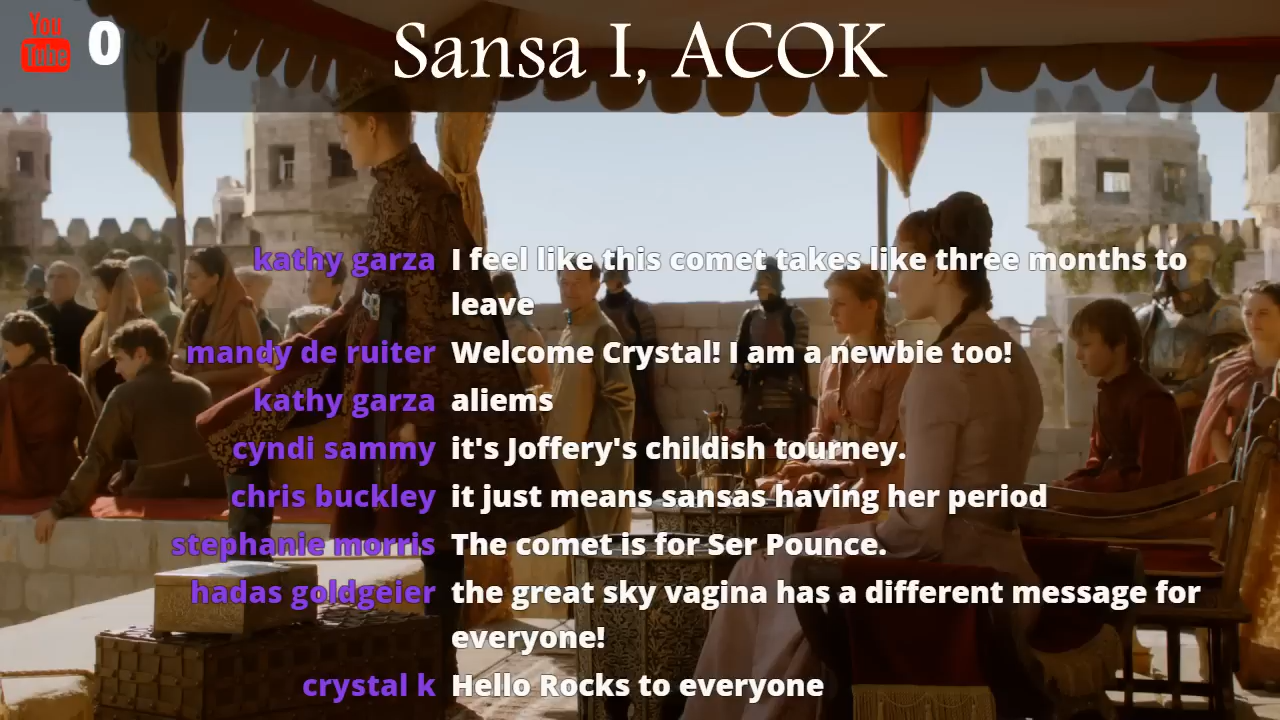 You
Tube
0
Sansa I, ACOK
kathy garza I feel like this comet takes like three months to
leave
mandy de ruiter Welcome Crystal! I am a newbie too!
kathy garza aliems
cyndi sammy it's Joffery's childish tourney.
chris buckley it just means sansas having her period
stephanie morris The comet is for Ser Pounce.
hadas goldgeier the great sky vagina has a different message for
everyone!
crystal k Hello Rocks to everyone